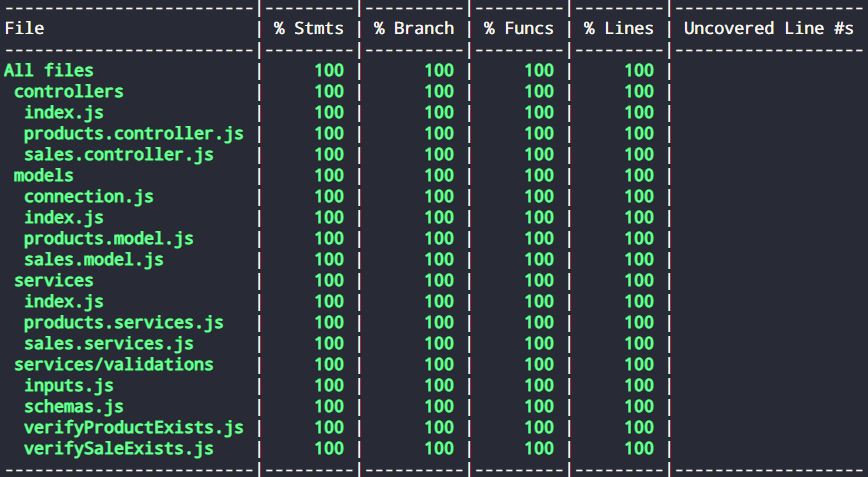 --------------------------|---------|----------|---------|---------|-------------------
File                      | % Stmts | % Branch | % Funcs | % Lines | Uncovered Line #s
--------------------------|---------|----------|---------|---------|-------------------
All files                 |     100 |      100 |     100 |     100 |
 controllers              |     100 |      100 |     100 |     100 |
  index.js                |     100 |      100 |     100 |     100 |
  products.controller.js  |     100 |      100 |     100 |     100 |
  sales.controller.js     |     100 |      100 |     100 |     100 |
 models                   |     100 |      100 |     100 |     100 |
  connection.js           |     100 |      100 |     100 |     100 |
  index.js                |     100 |      100 |     100 |     100 |
  products.model.js       |     100 |      100 |     100 |     100 |
  sales.model.js          |     100 |      100 |     100 |     100 |
 services                 |     100 |      100 |     100 |     100 |
  index.js                |     100 |      100 |     100 |     100 |
  products.services.js    |     100 |      100 |     100 |     100 |
  sales.services.js       |     100 |      100 |     100 |     100 |
 services/validations     |     100 |      100 |     100 |     100 |
  inputs.js               |     100 |      100 |     100 |     100 |
  schemas.js              |     100 |      100 |     100 |     100 |
  verifyProductExists.js  |     100 |      100 |     100 |     100 |
  verifySaleExists.js     |     100 |      100 |     100 |     100 |
--------------------------|---------|----------|---------|---------|-------------------